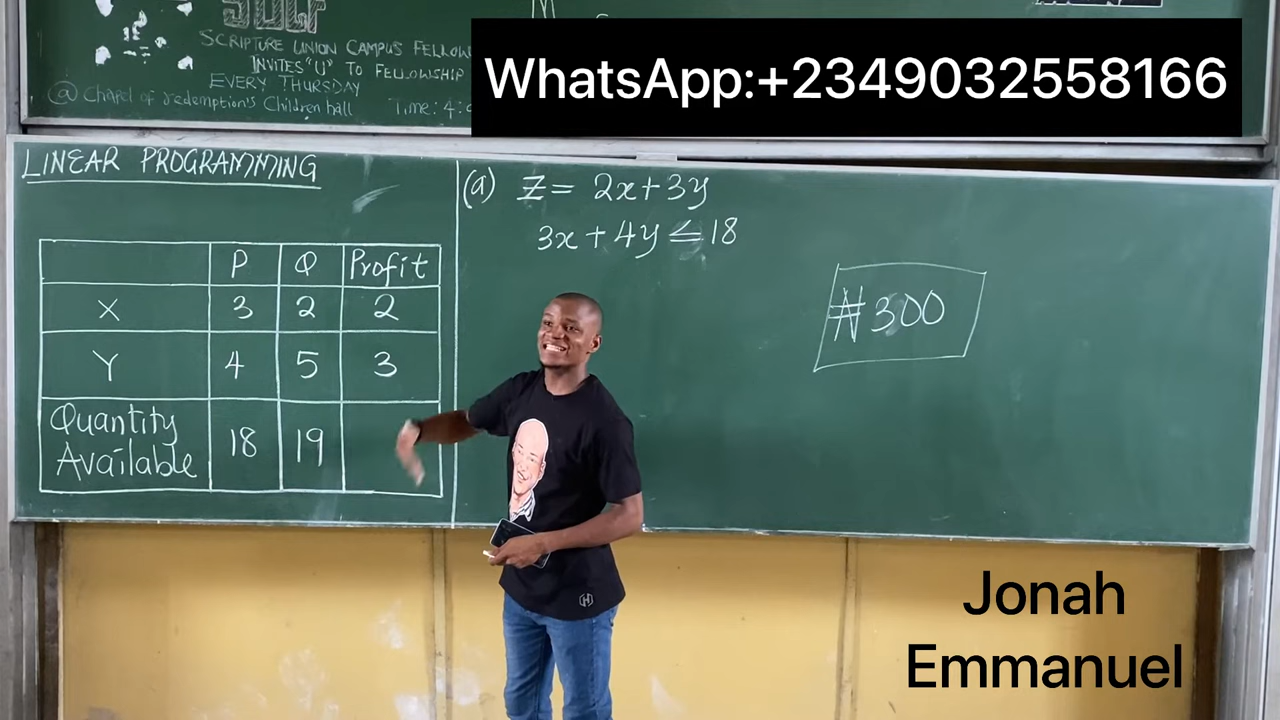 SCRIPTURE UNION CAMPUS FELLOW
INVITES "U" TO FELLOWSHIP
EVERY THURSDAY
@ Chapel of redemption's Children hall Time: 4:
WhatsApp:+2349032558166
LINEAR PROGRAMMING
P Q Profit
X 3 2 2
Y 4 5 3
Quantity
Available 18 19
(a) Z = 2x + 3y
3x + 4y ≤ 18
₦300
Jonah
Emmanuel